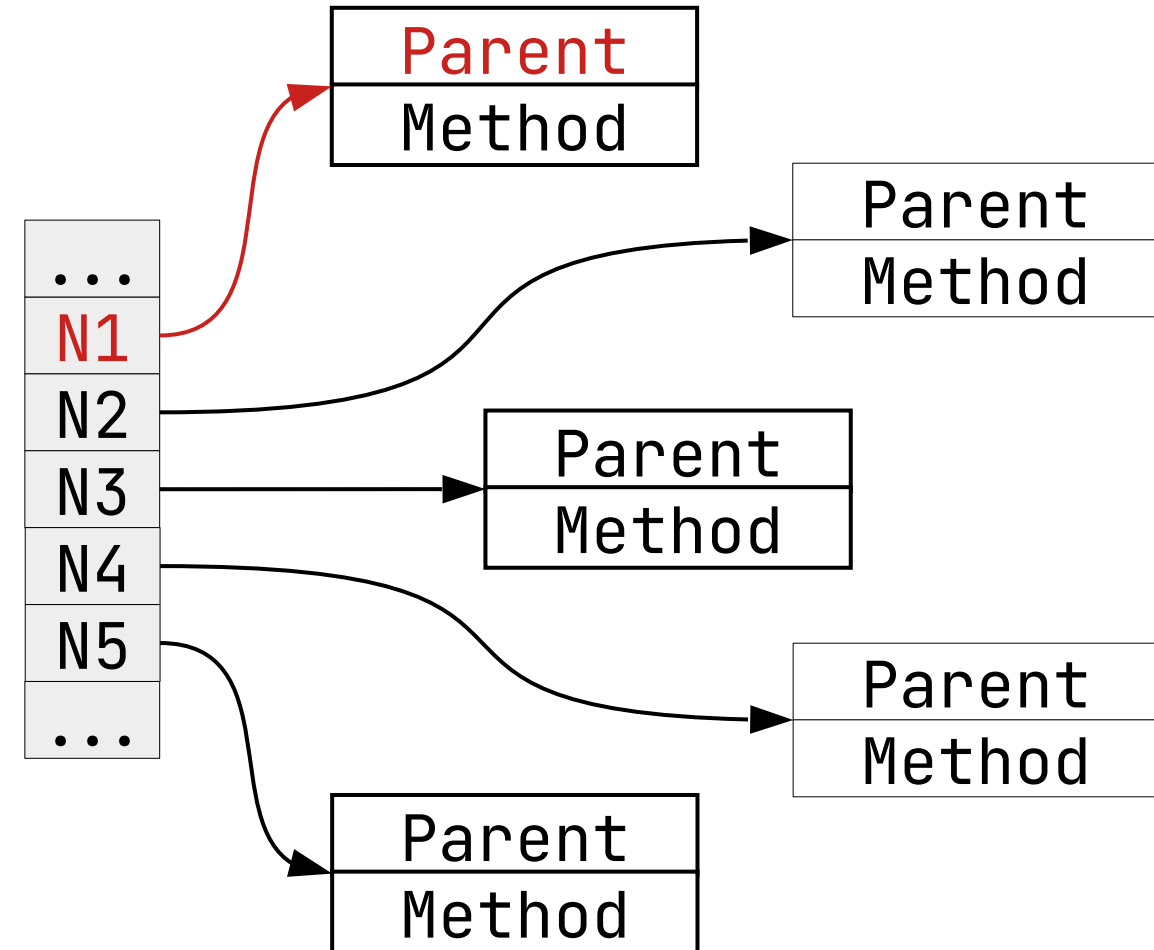 Parent
Method
Parent
Method
...
N1
N2
N3
N4
N5
...
Parent
Method
Parent
Method
Parent
Method